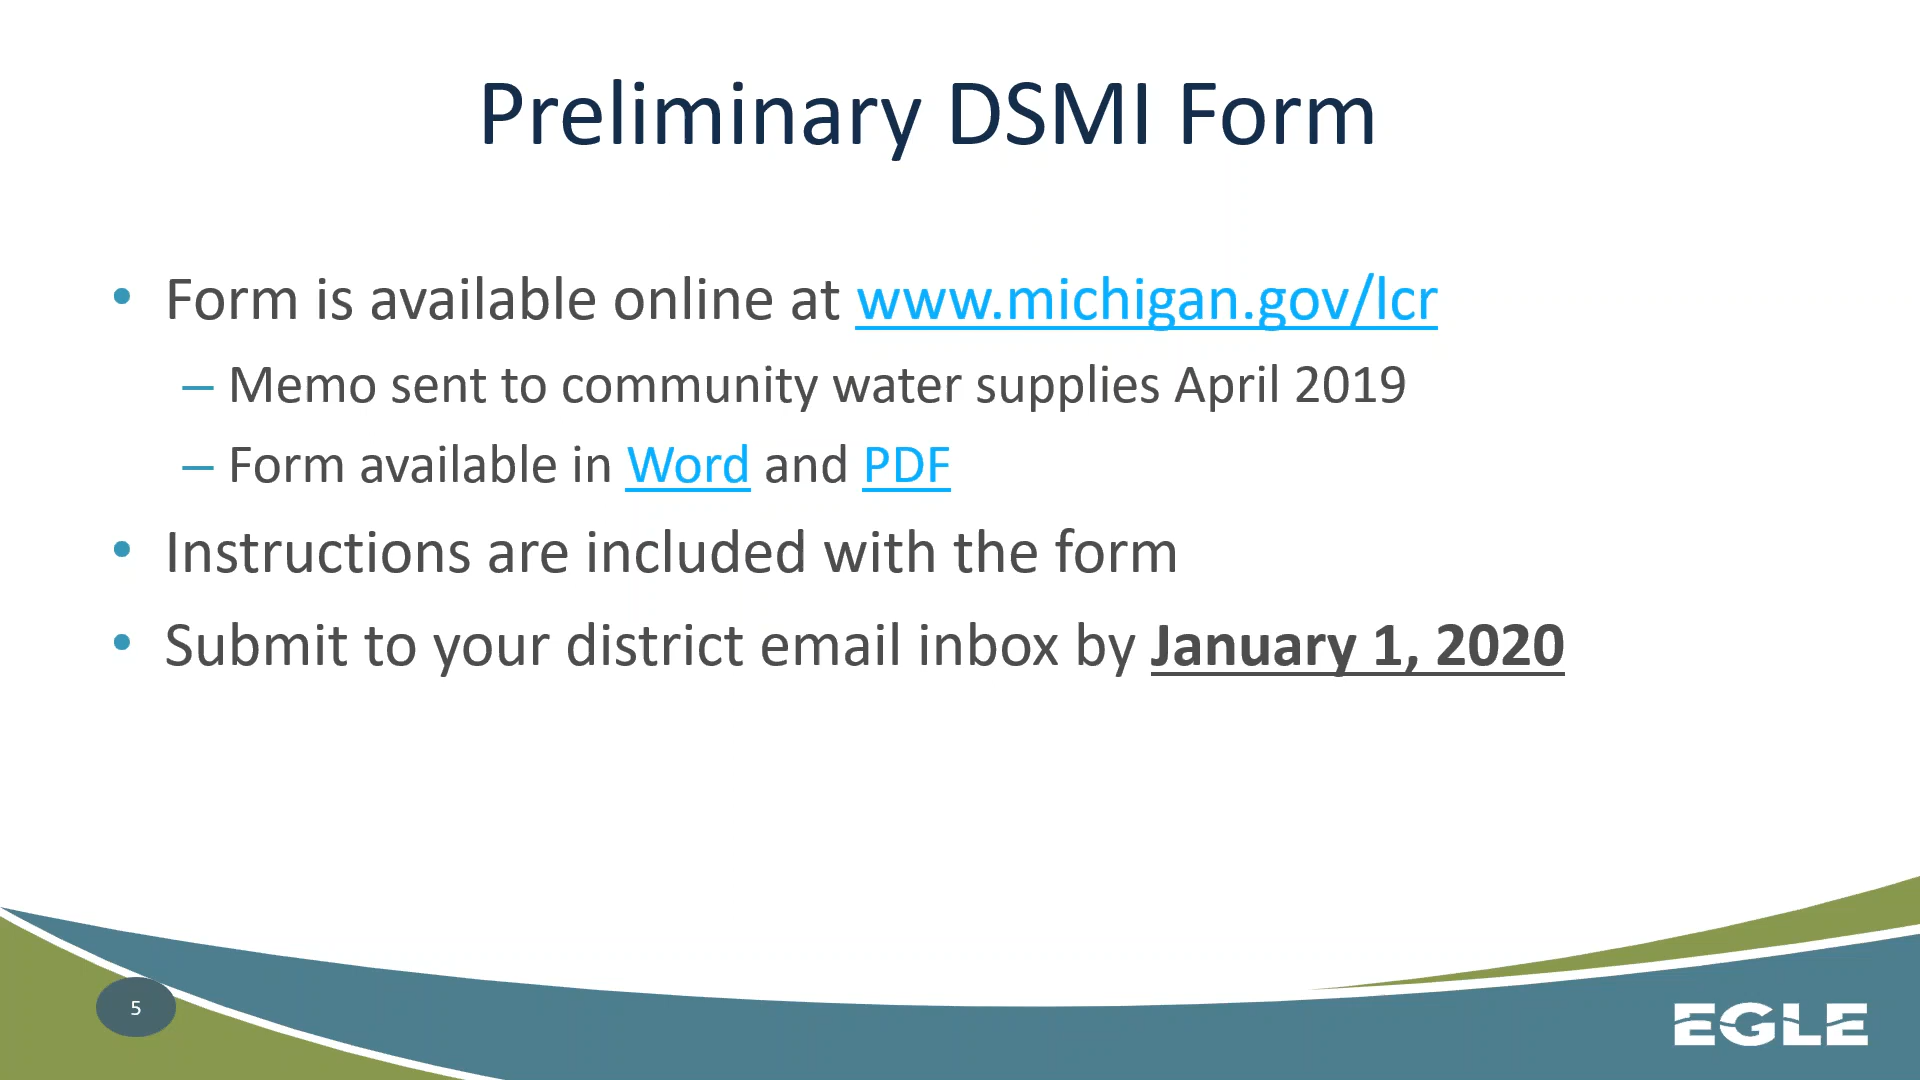 Preliminary DSMI Form
• Form is available online at www.michigan.gov/lcr
– Memo sent to community water supplies April 2019
– Form available in Word and PDF
• Instructions are included with the form
• Submit to your district email inbox by January 1, 2020
5
EGLE